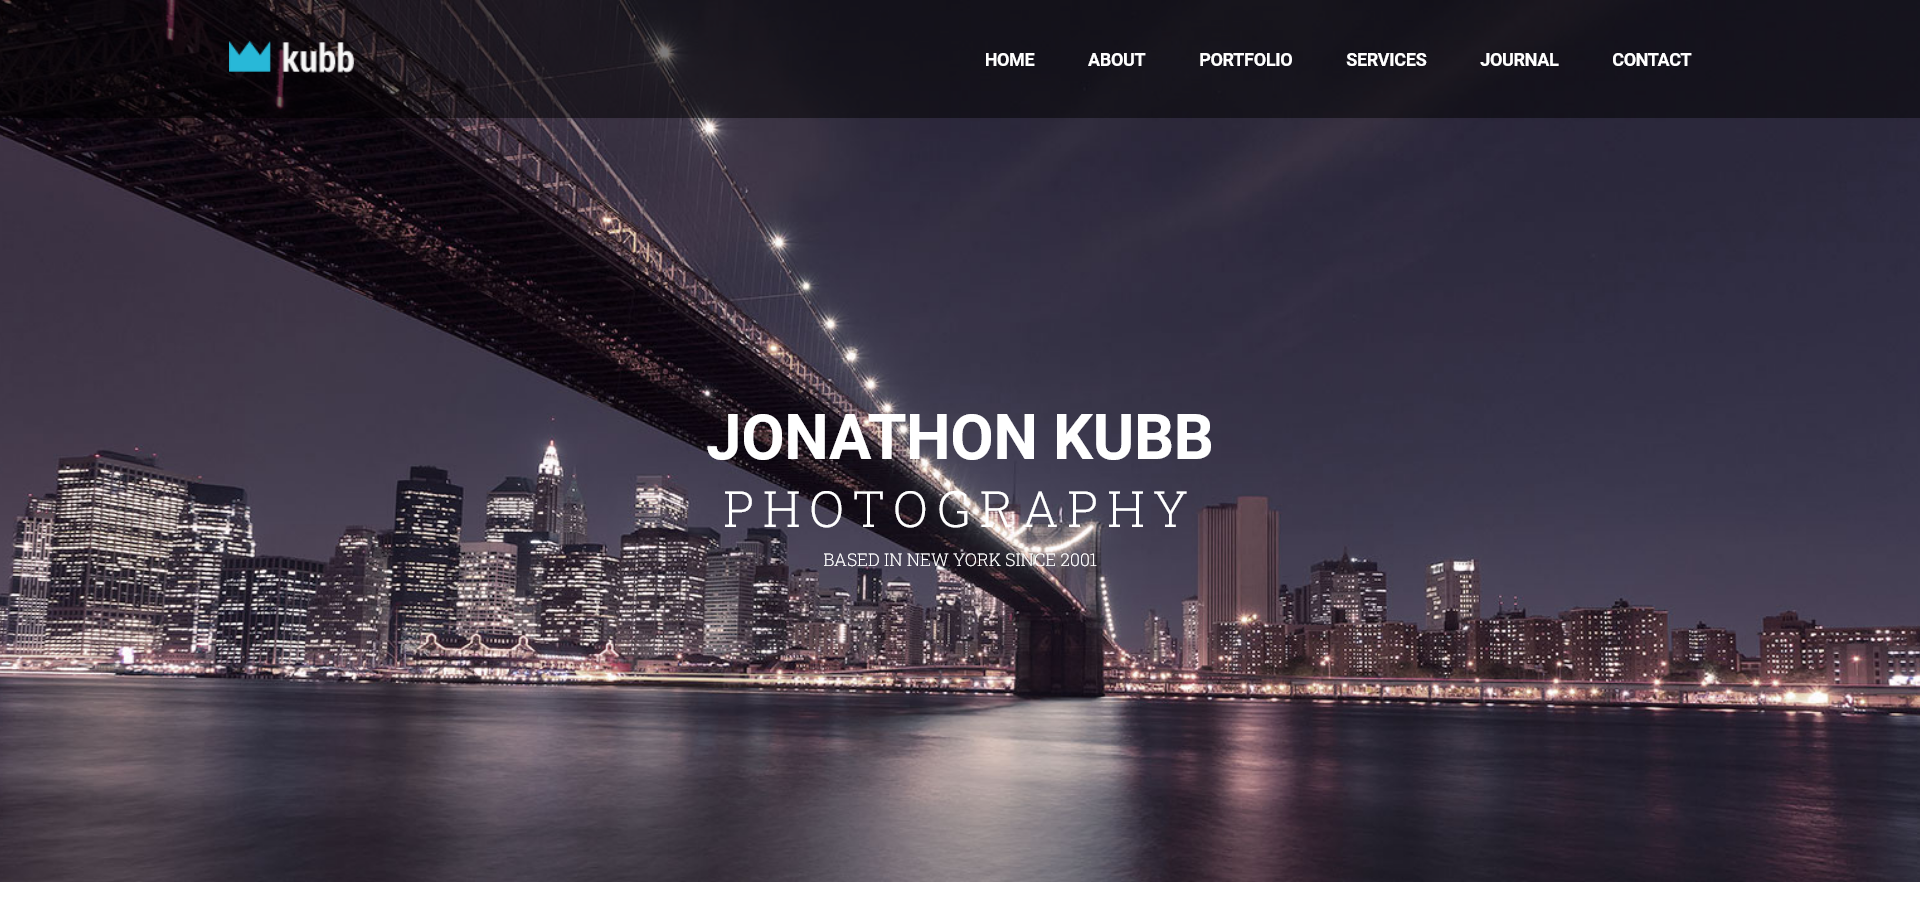 kubb
HOME ABOUT PORTFOLIO SERVICES JOURNAL CONTACT
JONATHON KUBB
PHOTOGRAPHY
BASED IN NEW YORK SINCE 2001